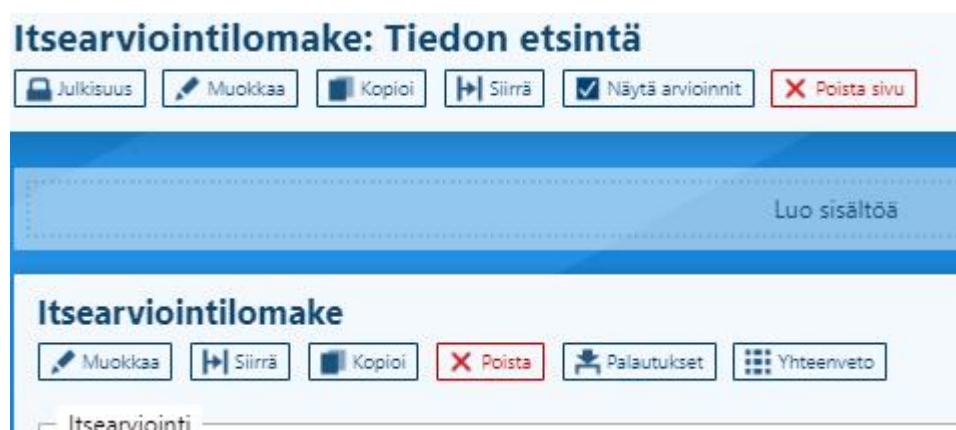 Itsearviointilomake: Tiedon etsintä
Julkisuus Muokkaa Kopioi Siirrä Näytä arvioinnit Poista sivu
Luo sisältöä
Itsearviointilomake
Muokkaa Siirrä Kopioi Poista Palautukset Yhteenveto
Itsearviointi